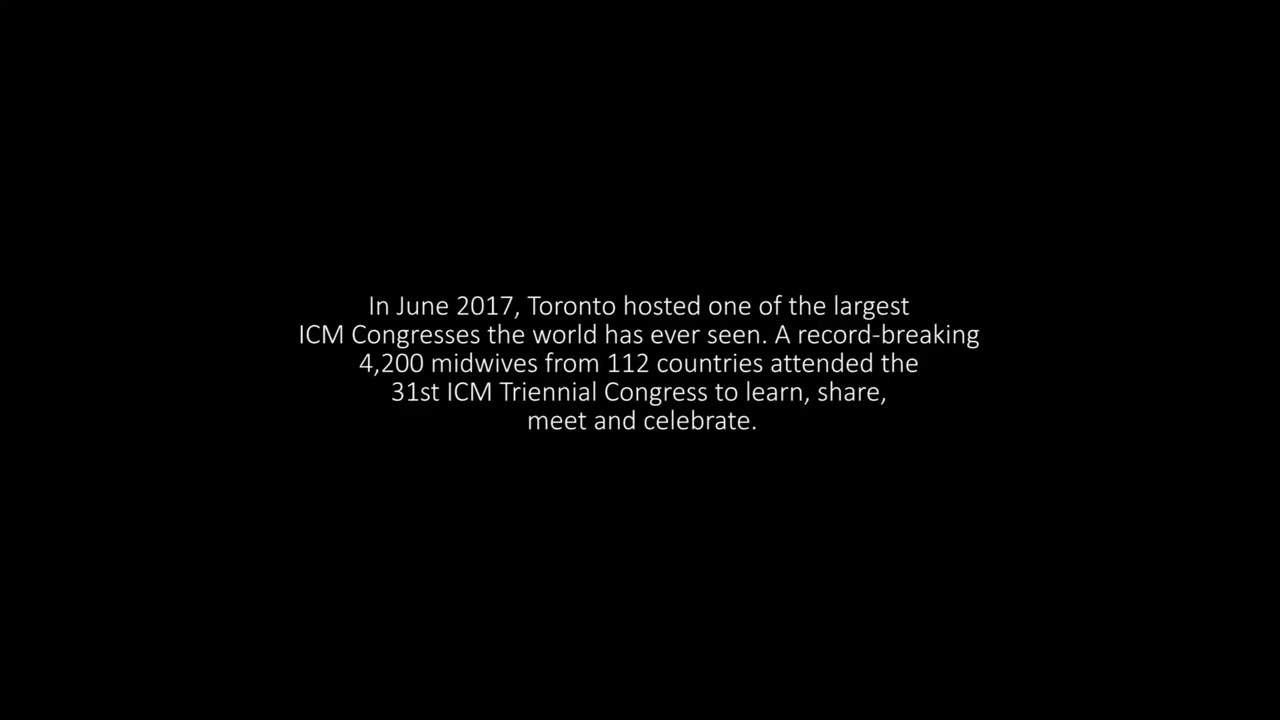 In June 2017, Toronto hosted one of the largest
ICM Congresses the world has ever seen. A record-breaking
4,200 midwives from 112 countries attended the
31st ICM Triennial Congress to learn, share,
meet and celebrate.